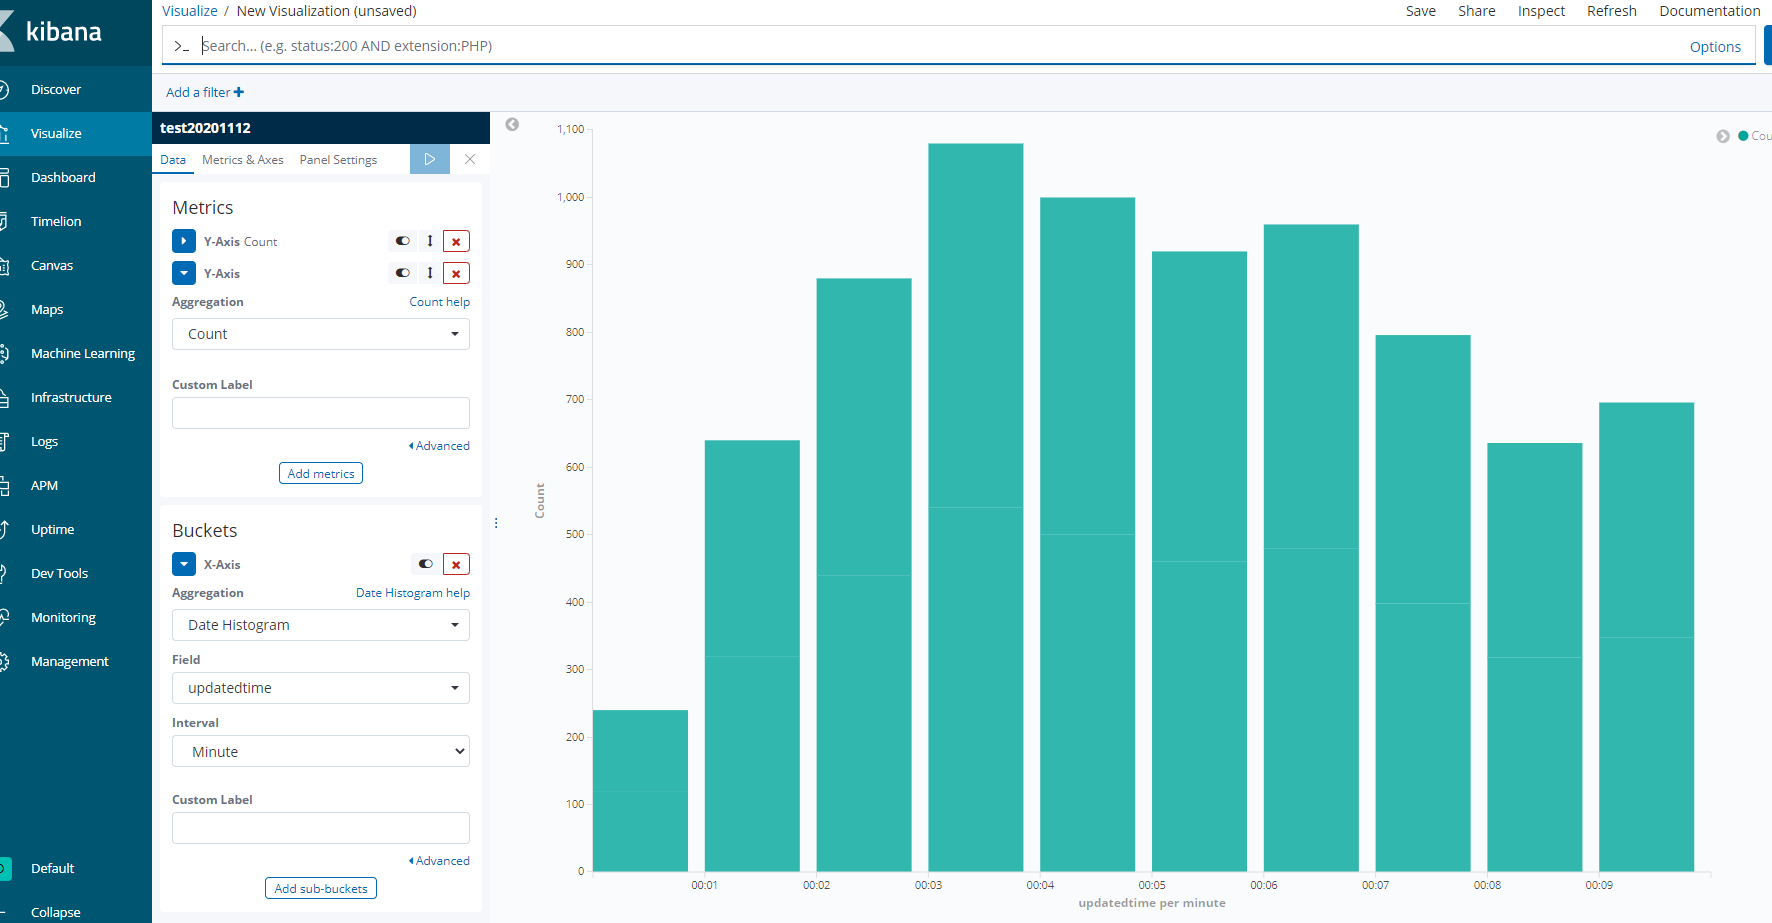 kibana
Visualize / New Visualization (unsaved)
Save Share Inspect Refresh Documentation
>_ Search... (e.g. status:200 AND extension:PHP)
Options
Add a filter +
Discover
Visualize
Dashboard
Timelion
Canvas
Maps
Machine Learning
Infrastructure
Logs
APM
Uptime
Dev Tools
Monitoring
Management
Default
Collapse
test20201112
Data Metrics & Axes Panel Settings
Metrics
Y-Axis Count
Y-Axis
Aggregation Count help
Count
Custom Label
Advanced
Add metrics
Buckets
X-Axis
Aggregation Date Histogram help
Date Histogram
Field
updatedtime
Interval
Minute
Custom Label
Advanced
Add sub-buckets
Cou
1,100
1,000
900
800
700
600
500
400
300
200
100
0
Count
00:01 00:02 00:03 00:04 00:05 00:06 00:07 00:08 00:09
updatedtime per minute